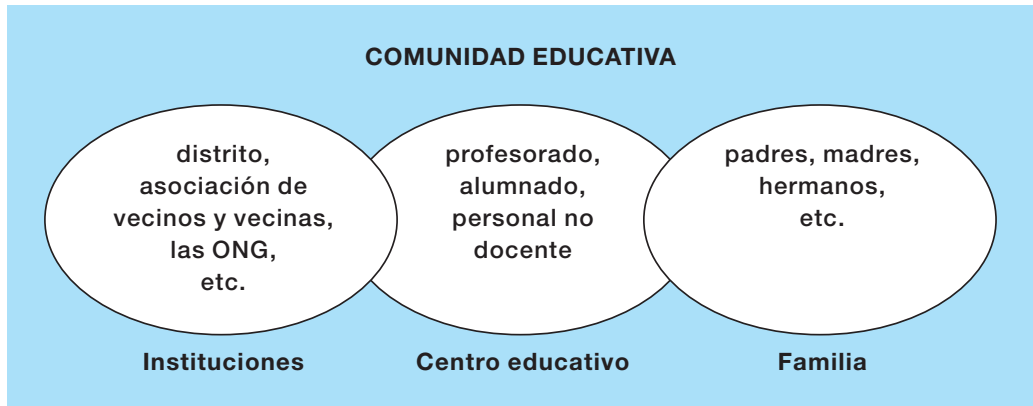 COMUNIDAD EDUCATIVA
distrito,
asociación de
vecinos y vecinas,
las ONG,
etc.
profesorado,
alumnado,
personal no
docente
padres, madres,
hermanos,
etc.
Instituciones
Centro educativo
Familia